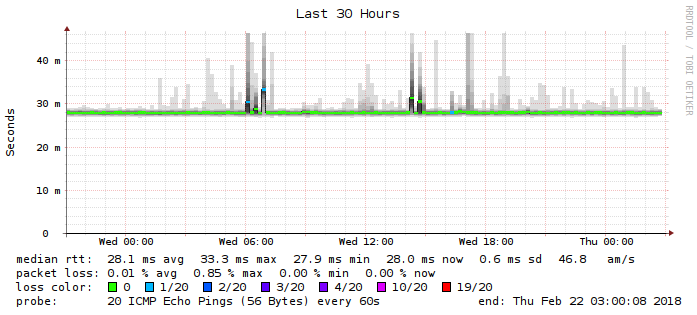 Last 30 Hours
RRDTOOL / TOBI OETIKER
Seconds
40 m
30 m
20 m
10 m
0
Wed 00:00 Wed 06:00 Wed 12:00 Wed 18:00 Thu 00:00
median rtt: 28.1 ms avg 33.3 ms max 27.9 ms min 28.0 ms now 0.6 ms sd 46.8 am/s
packet loss: 0.01 % avg 0.85 % max 0.00 % min 0.00 % now
loss color: 0 1/20 2/20 3/20 4/20 10/20 19/20
probe: 20 ICMP Echo Pings (56 Bytes) every 60s end: Thu Feb 22 03:00:08 2018